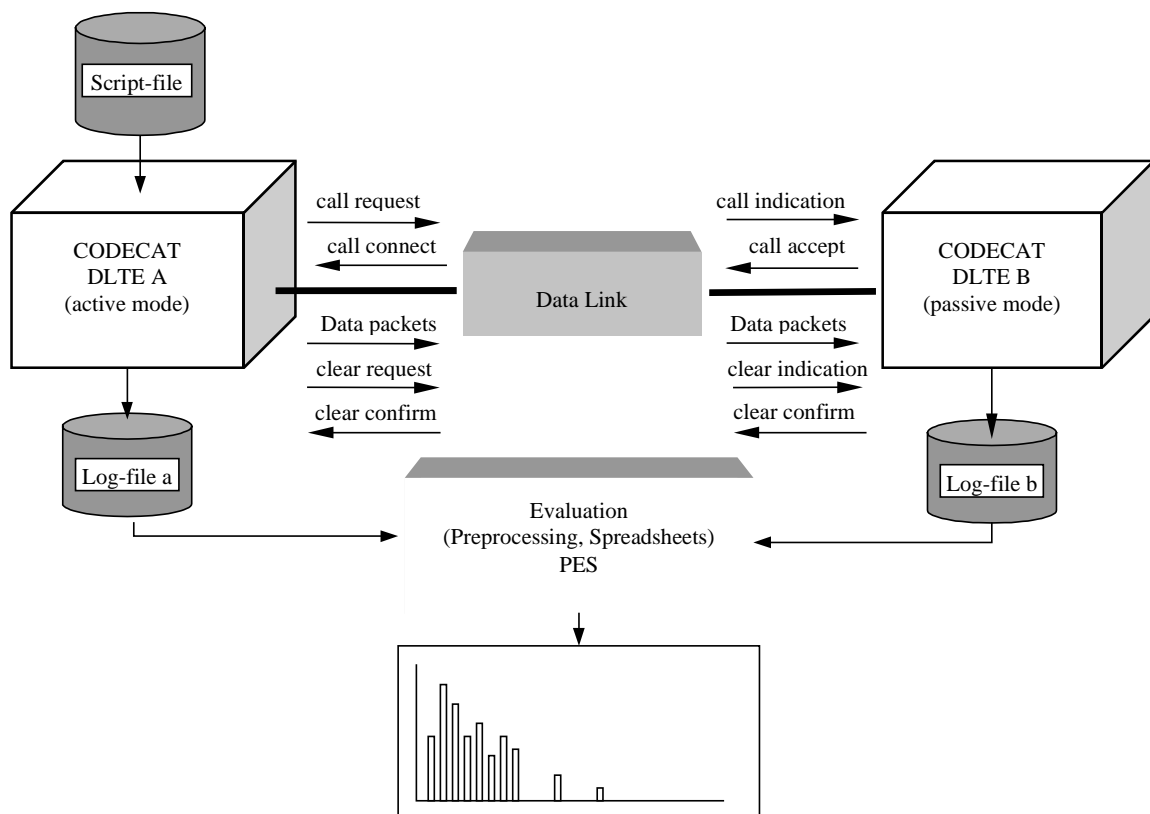 Script-file
CODECAT
DLTE A
(active mode)
call request
call connect
Data packets
clear request
clear confirm
Data Link
call indication
call accept
Data packets
clear indication
clear confirm
CODECAT
DLTE B
(passive mode)
Log-file a
Log-file b
Evaluation
(Preprocessing, Spreadsheets)
PES